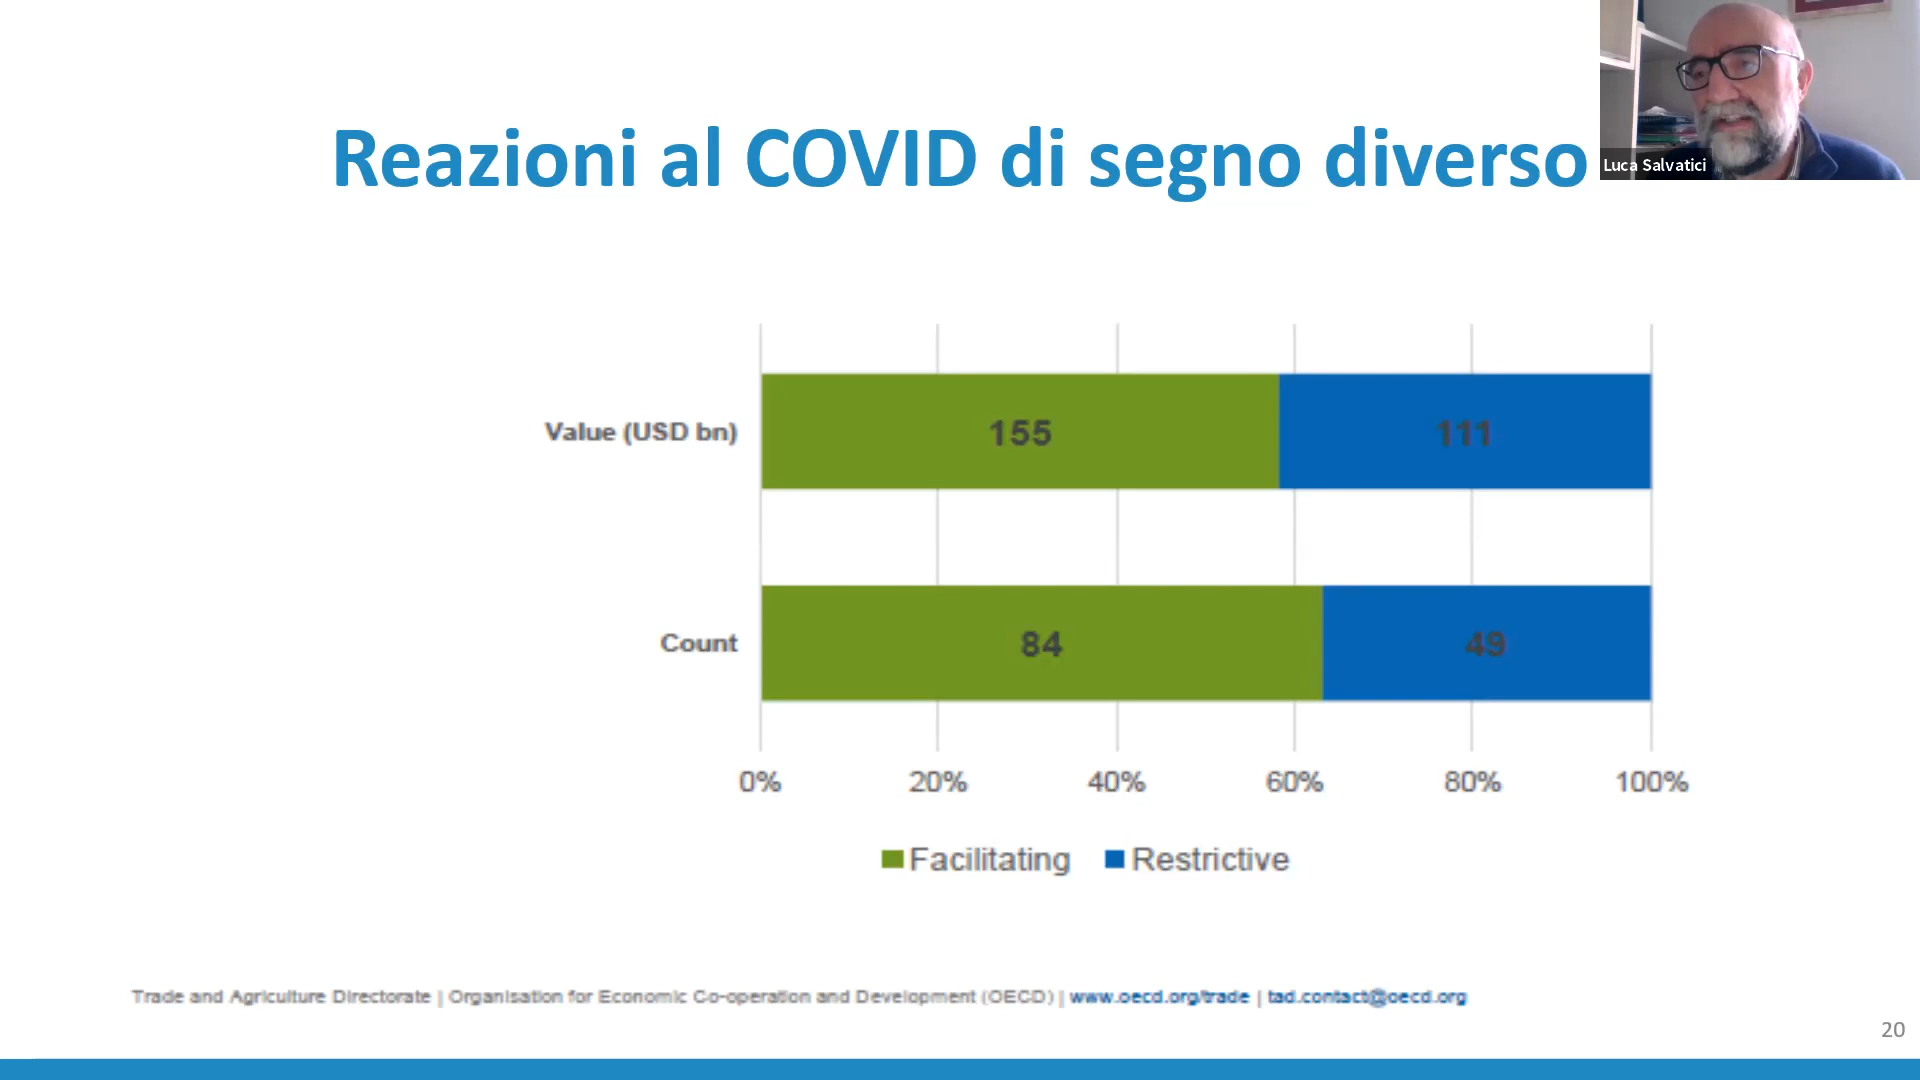 Reazioni al COVID di segno diverso
Luca Salvatici
Value (USD bn)
155
111
Count
84
49
0% 20% 40% 60% 80% 100%
Facilitating Restrictive
Trade and Agriculture Directorate | Organisation for Economic Co-operation and Development (OECD) | www.oecd.org/trade | tad.contact@oecd.org
20